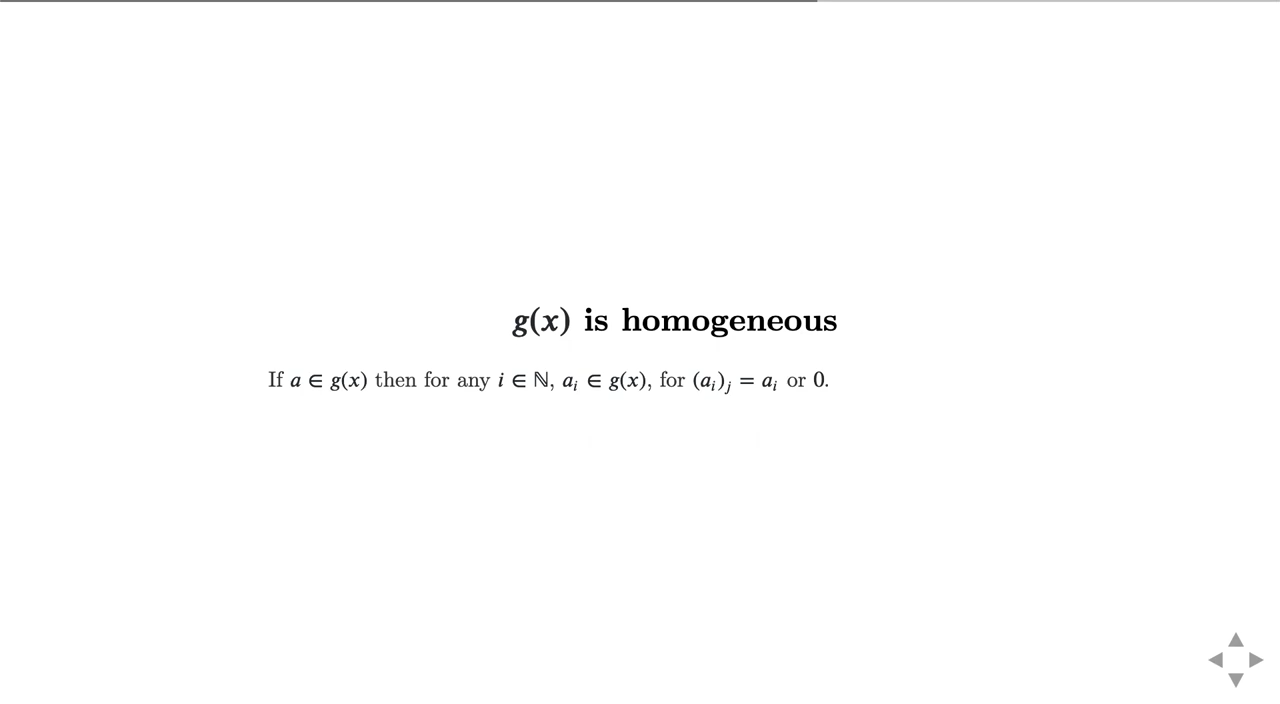 g(x) is homogeneous
If a ∈ g(x) then for any i ∈ ℕ, aᵢ ∈ g(x), for (aᵢ)ⱼ = aᵢ or 0.